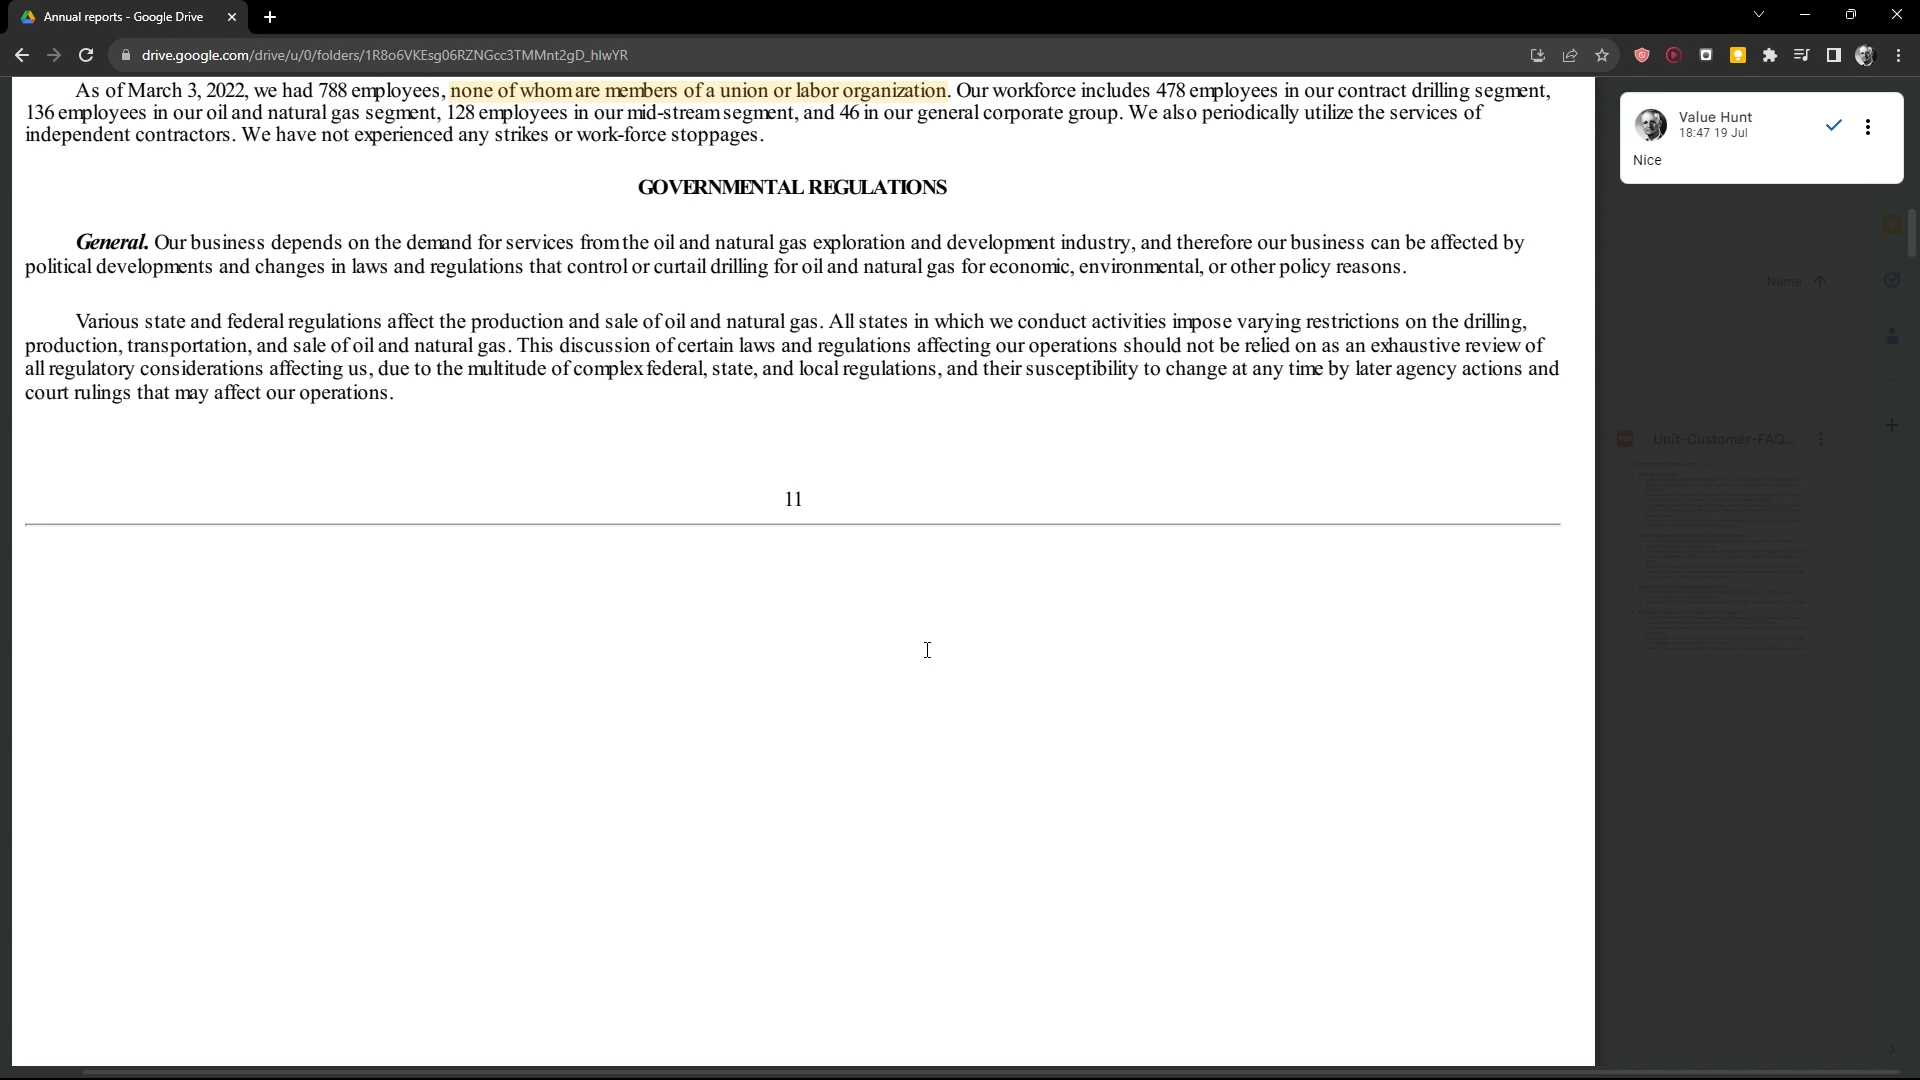 Annual reports - Google Drive
drive.google.com/drive/u/0/folders/1R8o6VKEsg06RZNGcc3TMMnt2gD_hIwYR
As of March 3, 2022, we had 788 employees, none of whom are members of a union or labor organization. Our workforce includes 478 employees in our contract drilling segment,
136 employees in our oil and natural gas segment, 128 employees in our mid-stream segment, and 46 in our general corporate group. We also periodically utilize the services of
independent contractors. We have not experienced any strikes or work-force stoppages.
GOVERNMENTAL REGULATIONS
General. Our business depends on the demand for services from the oil and natural gas exploration and development industry, and therefore our business can be affected by
political developments and changes in laws and regulations that control or curtail drilling for oil and natural gas for economic, environmental, or other policy reasons.
Various state and federal regulations affect the production and sale of oil and natural gas. All states in which we conduct activities impose varying restrictions on the drilling,
production, transportation, and sale of oil and natural gas. This discussion of certain laws and regulations affecting our operations should not be relied on as an exhaustive review of
all regulatory considerations affecting us, due to the multitude of complex federal, state, and local regulations, and their susceptibility to change at any time by later agency actions and
court rulings that may affect our operations.
11
Value Hunt
18:47 19 Jul
Nice
Name
Unit-Customer-FAQ...